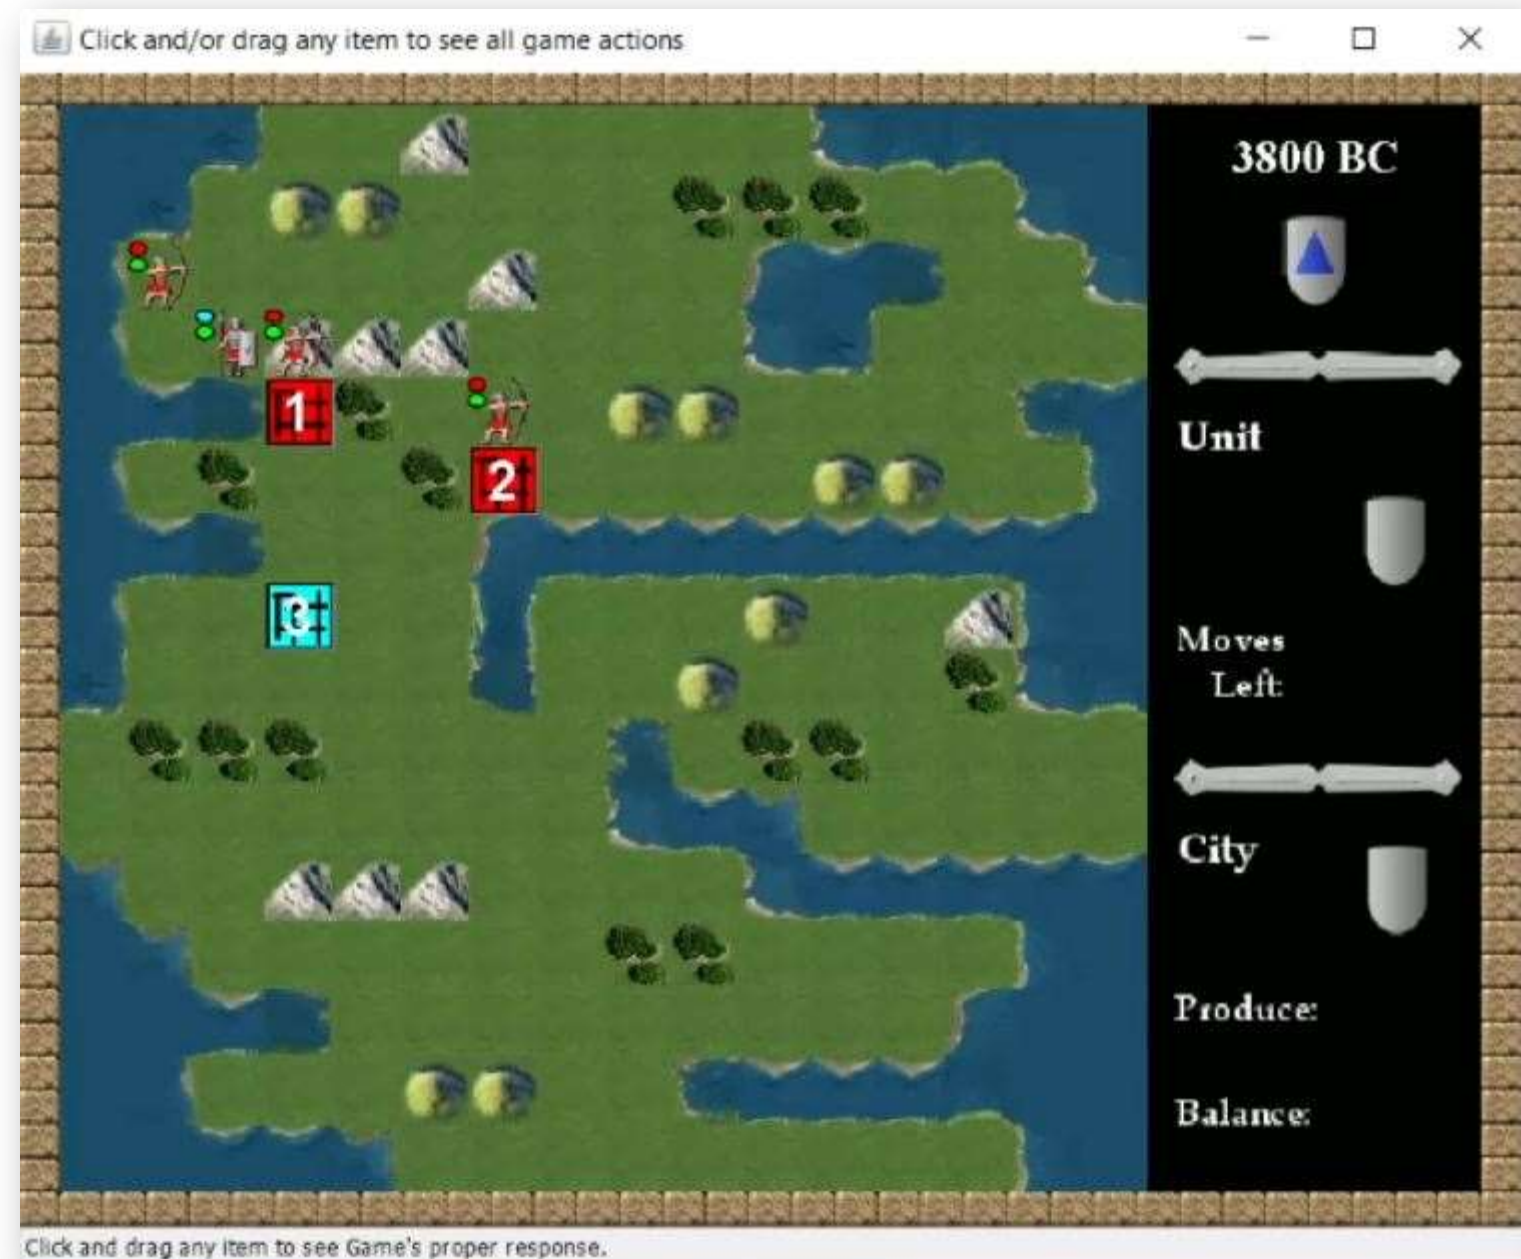 Click and/or drag any item to see all game actions
3800 BC
1
2
3
Unit
Moves
Left:
City
Produce:
Balance:
Click and drag any item to see Game's proper response.